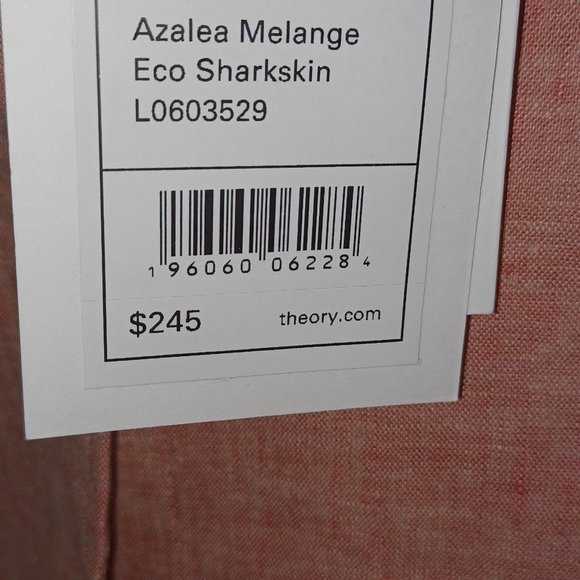 Azalea Melange
Eco Sharkskin
L0603529
1 96060 06228 4
$245 theory.com